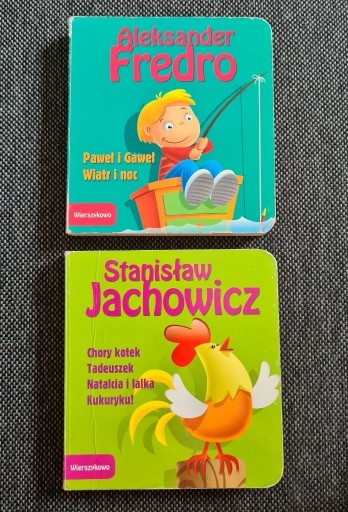 Aleksander
Fredro
Paweł i Gaweł
Wiatr i noc
Wierszykowo
Stanisław
Jachowicz
Chory kotek
Tadeuszek
Natalcia i lalka
Kukuryku!
Wierszykowo